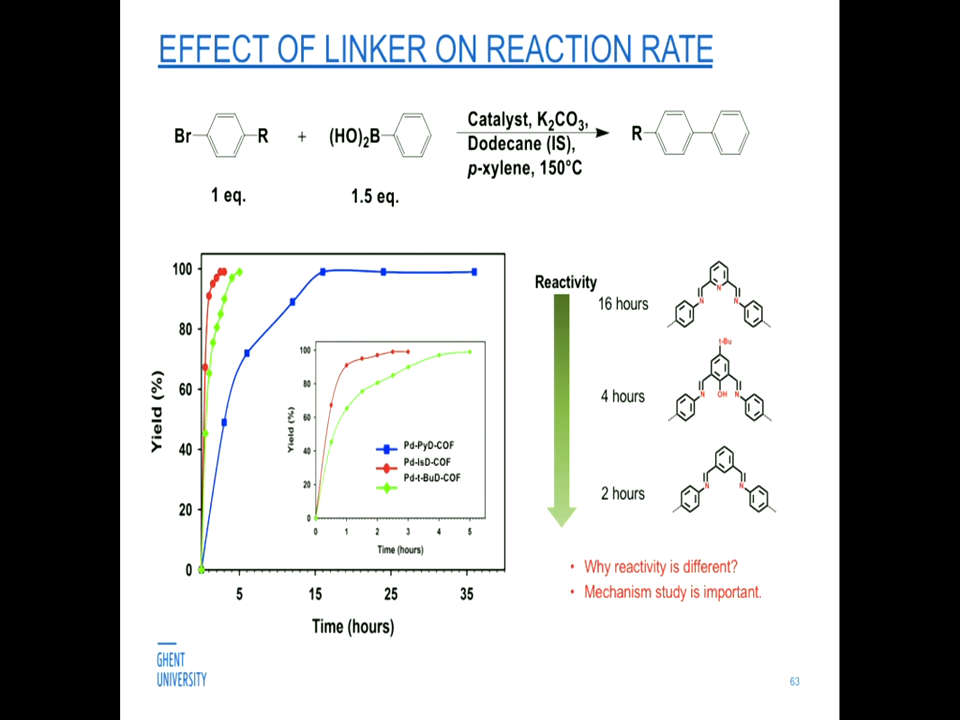 EFFECT OF LINKER ON REACTION RATE
Br R + (HO)2B
Catalyst, K2CO3,
Dodecane (IS),
p-xylene, 150°C
R
1 eq.
1.5 eq.
Yield (%)
100
80
60
40
20
0
5 15 25 35
Time (hours)
Yield (%)
100
80
60
40
20
0
0 1 2 3 4 5
Time (hours)
Pd-PyD-COF
Pd-IsD-COF
Pd-t-BuD-COF
Reactivity
16 hours
N N N
4 hours
t-Bu
N OH N
2 hours
N N
• Why reactivity is different?
• Mechanism study is important.
GHENT
UNIVERSITY
63